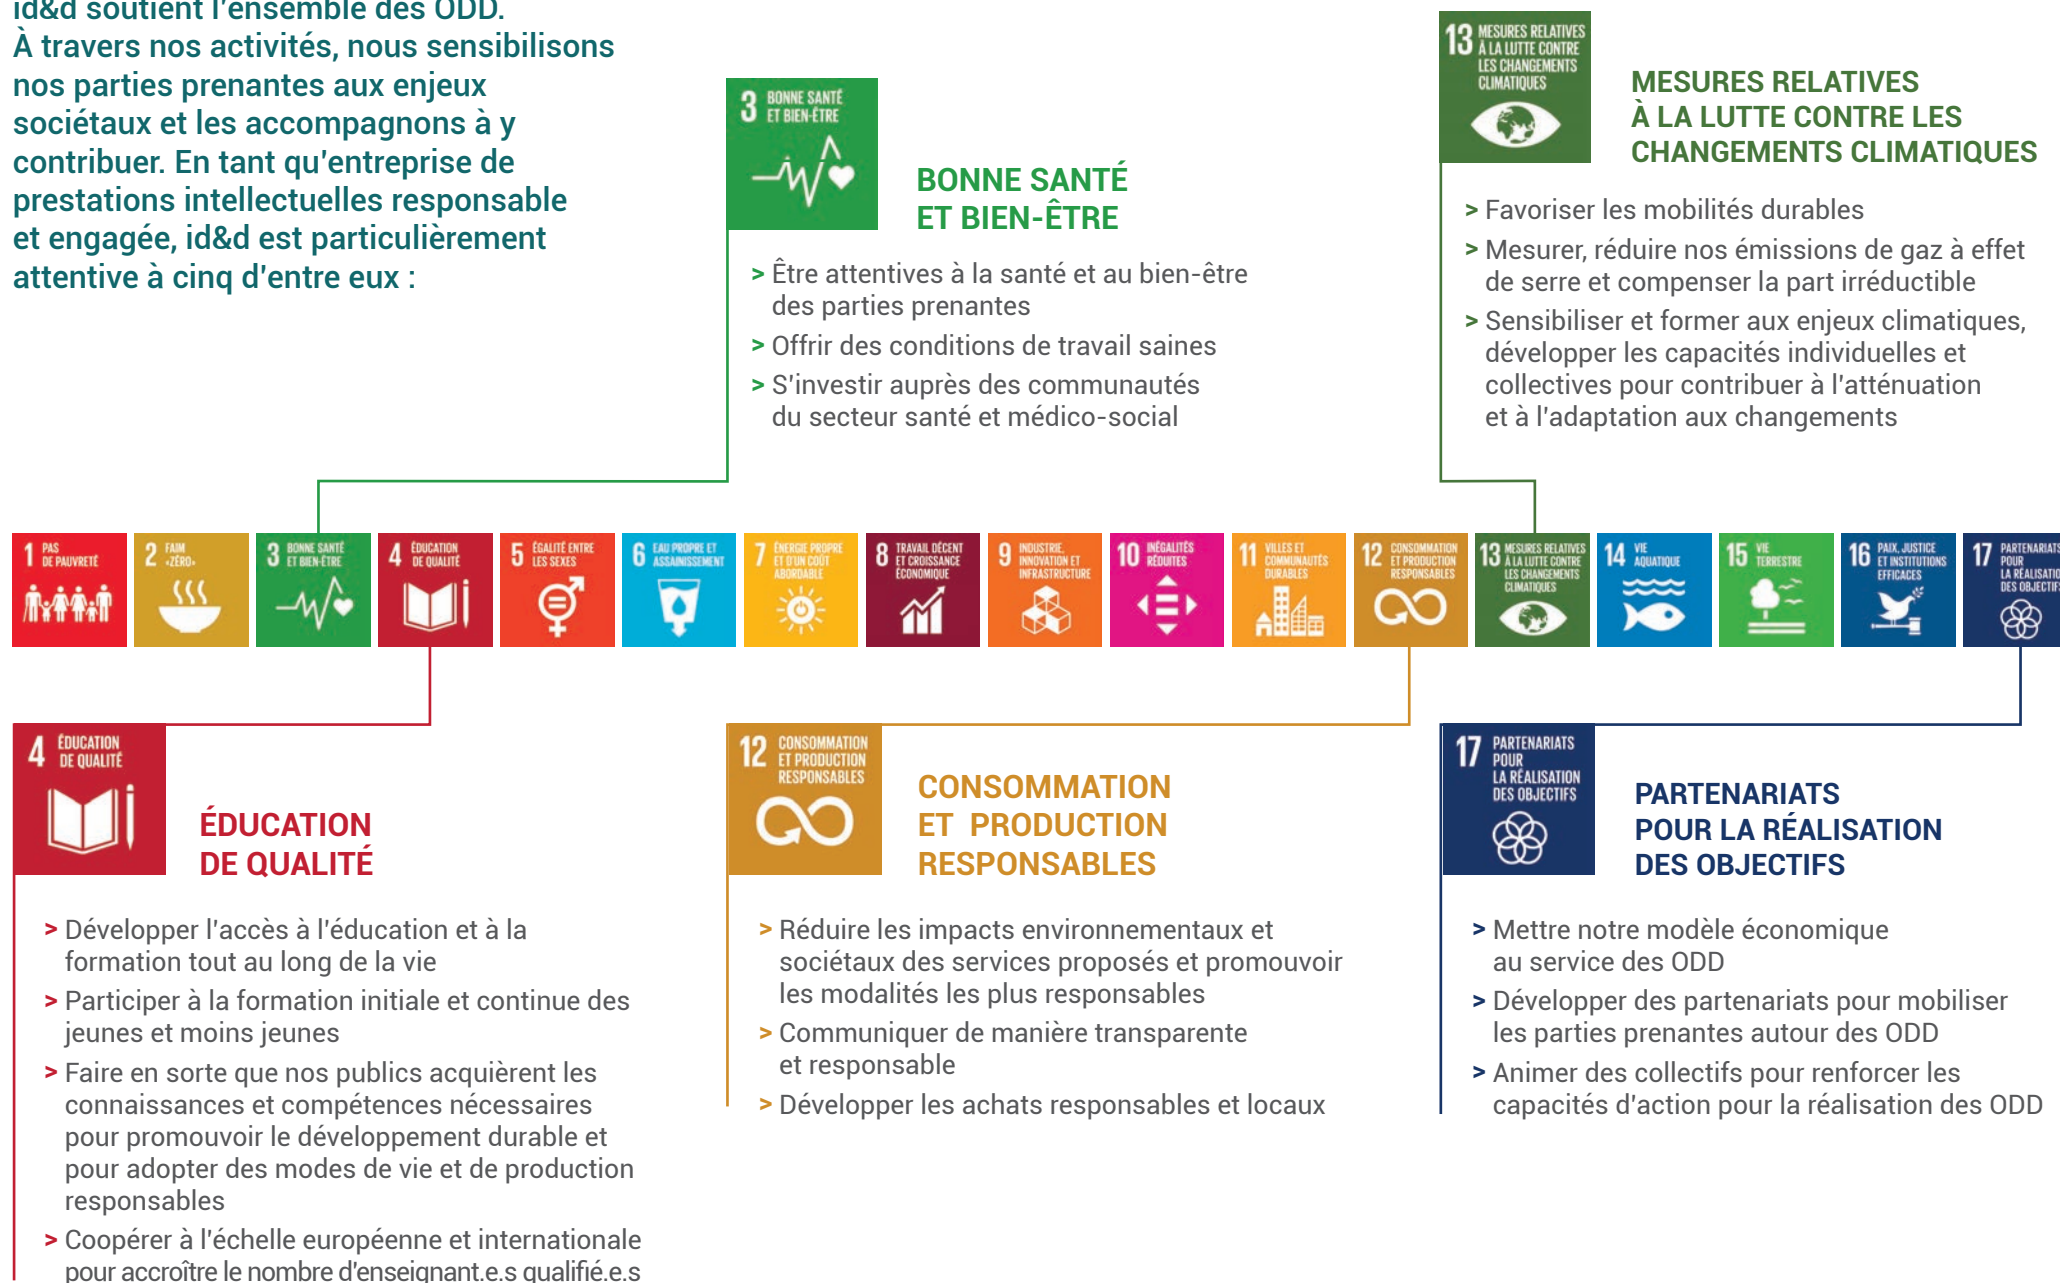 id&d soutient l'ensemble des ODD.
À travers nos activités, nous sensibilisons
nos parties prenantes aux enjeux
sociétaux et les accompagnons à y
contribuer. En tant qu'entreprise de
prestations intellectuelles responsable
et engagée, id&d est particulièrement
attentive à cinq d'entre eux :
3 BONNE SANTÉ
ET BIEN-ÊTRE
BONNE SANTÉ
ET BIEN-ÊTRE
> Être attentives à la santé et au bien-être
des parties prenantes
> Offrir des conditions de travail saines
> S'investir auprès des communautés
du secteur santé et médico-social
13 MESURES RELATIVES
À LA LUTTE CONTRE
LES CHANGEMENTS
CLIMATIQUES
MESURES RELATIVES
À LA LUTTE CONTRE LES
CHANGEMENTS CLIMATIQUES
> Favoriser les mobilités durables
> Mesurer, réduire nos émissions de gaz à effet
de serre et compenser la part irréductible
> Sensibiliser et former aux enjeux climatiques,
développer les capacités individuelles et
collectives pour contribuer à l'atténuation
et à l'adaptation aux changements
1 PAS
DE PAUVRETÉ
2 FAIM
«ZÉRO»
3 BONNE SANTÉ
ET BIEN-ÊTRE
4 ÉDUCATION
DE QUALITÉ
5 ÉGALITÉ ENTRE
LES SEXES
6 EAU PROPRE ET
ASSAINISSEMENT
7 ÉNERGIE PROPRE
ET D'UN COÛT
ABORDABLE
8 TRAVAIL DÉCENT
ET CROISSANCE
ÉCONOMIQUE
9 INDUSTRIE,
INNOVATION ET
INFRASTRUCTURE
10 INÉGALITÉS
RÉDUITES
11 VILLES ET
COMMUNAUTÉS
DURABLES
12 CONSOMMATION
ET PRODUCTION
RESPONSABLES
13 MESURES RELATIVES
À LA LUTTE CONTRE
LES CHANGEMENTS
CLIMATIQUES
14 VIE
AQUATIQUE
15 VIE
TERRESTRE
16 PAIX, JUSTICE
ET INSTITUTIONS
EFFICACES
17 PARTENARIATS
POUR
LA RÉALISATION
DES OBJECTIFS
4 ÉDUCATION
DE QUALITÉ
ÉDUCATION
DE QUALITÉ
> Développer l'accès à l'éducation et à la
formation tout au long de la vie
> Participer à la formation initiale et continue des
jeunes et moins jeunes
> Faire en sorte que nos publics acquièrent les
connaissances et compétences nécessaires
pour promouvoir le développement durable et
pour adopter des modes de vie et de production
responsables
> Coopérer à l'échelle européenne et internationale
pour accroître le nombre d'enseignant.e.s qualifié.e.s
12 CONSOMMATION
ET PRODUCTION
RESPONSABLES
CONSOMMATION
ET PRODUCTION
RESPONSABLES
> Réduire les impacts environnementaux et
sociétaux des services proposés et promouvoir
les modalités les plus responsables
> Communiquer de manière transparente
et responsable
> Développer les achats responsables et locaux
17 PARTENARIATS
POUR
LA RÉALISATION
DES OBJECTIFS
PARTENARIATS
POUR LA RÉALISATION
DES OBJECTIFS
> Mettre notre modèle économique
au service des ODD
> Développer des partenariats pour mobiliser
les parties prenantes autour des ODD
> Animer des collectifs pour renforcer les
capacités d'action pour la réalisation des ODD